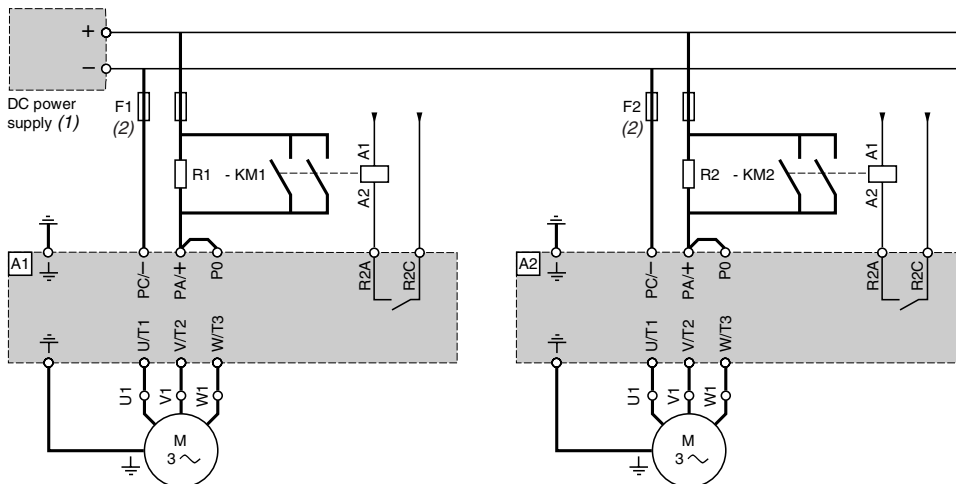 +
−
DC power
supply (1)
F1
(2)
R1
- KM1
A1
A2
F2
(2)
R2
- KM2
A1
A2
A1
PC/−
PA/+
P0
R2A
R2C
U/T1
V/T2
W/T3
U1
V1
W1
M
3 ~
A2
PC/−
PA/+
P0
R2A
R2C
U/T1
V/T2
W/T3
U1
V1
W1
M
3 ~